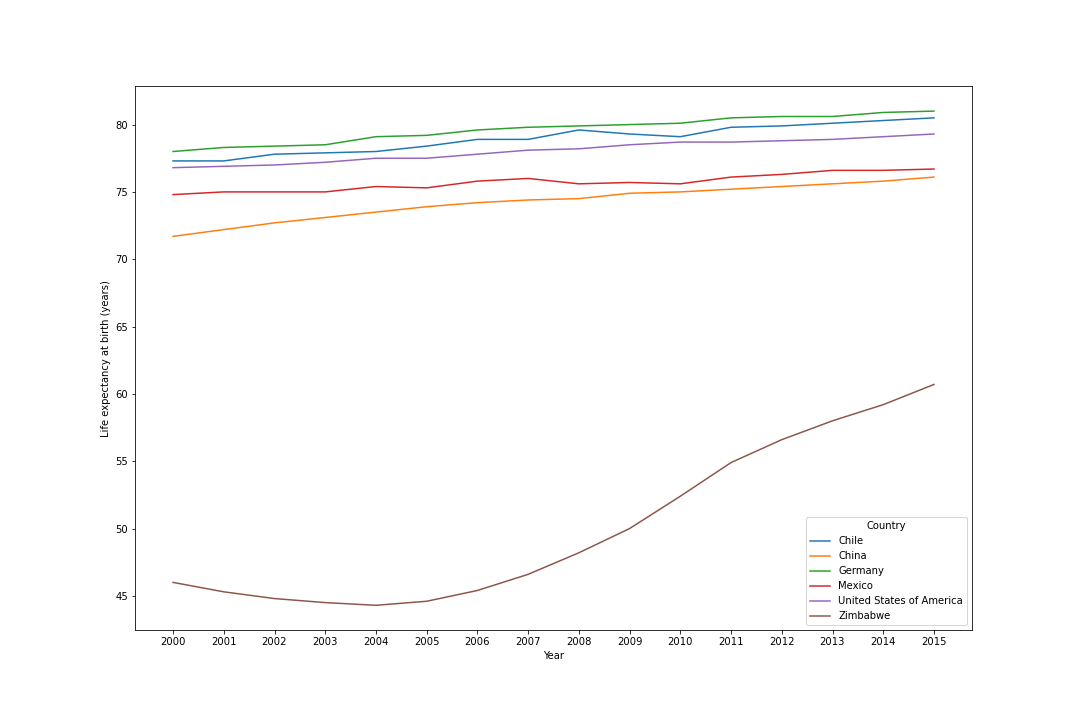 80
75
70
65
60
55
50
45
Life expectancy at birth (years)
2000 2001 2002 2003 2004 2005 2006 2007 2008 2009 2010 2011 2012 2013 2014 2015
Year
Country
Chile
China
Germany
Mexico
United States of America
Zimbabwe